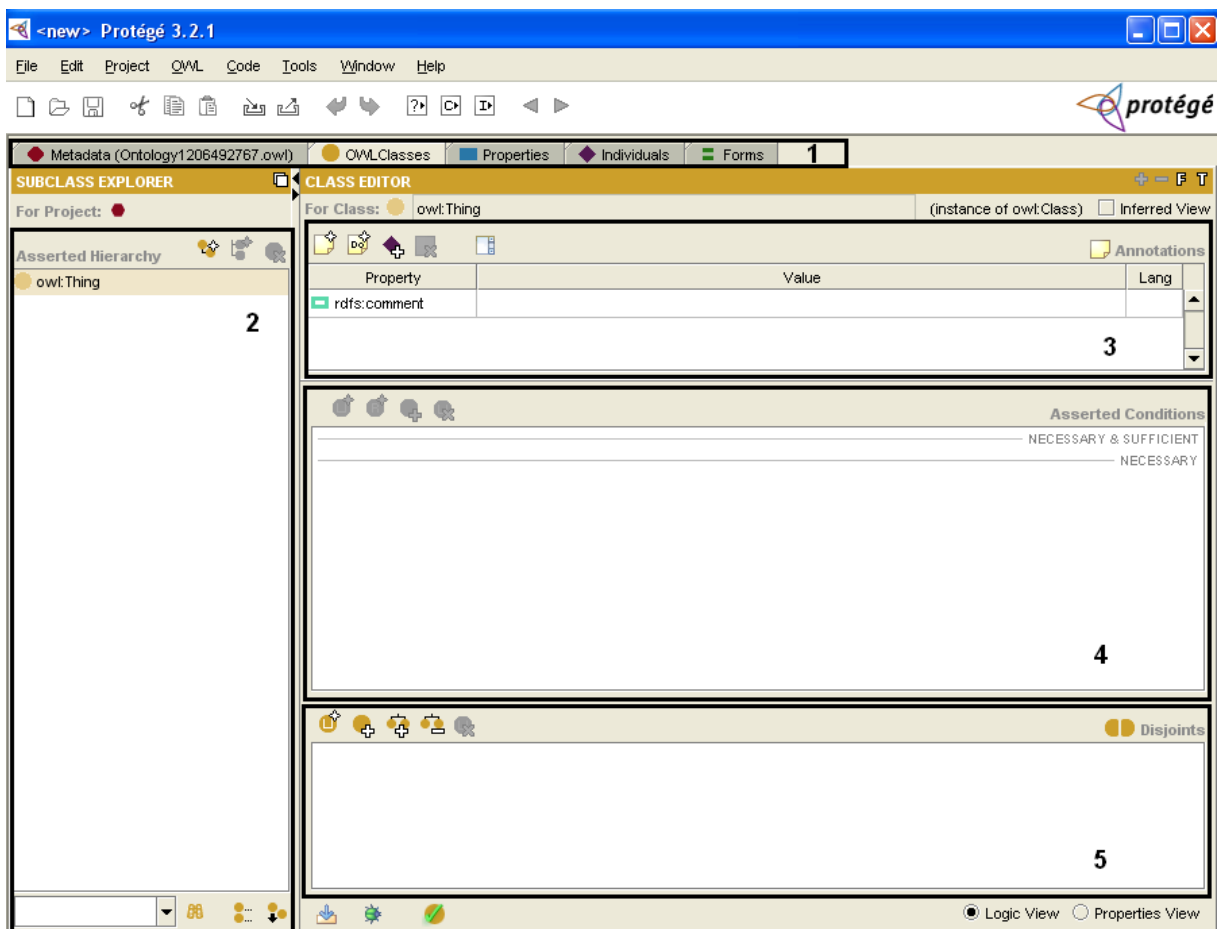 <new> Protégé 3.2.1
File Edit Project OWL Code Tools Window Help
protégé
Metadata (Ontology1206492767.owl) OWLClasses Properties Individuals Forms 1
SUBCLASS EXPLORER
For Project:
Asserted Hierarchy
owl:Thing
2
CLASS EDITOR
F T
For Class: owl:Thing (instance of owl:Class) Inferred View
Annotations
Property Value Lang
rdfs:comment
3
Asserted Conditions
NECESSARY & SUFFICIENT
NECESSARY
4
Disjoints
5
Logic View Properties View